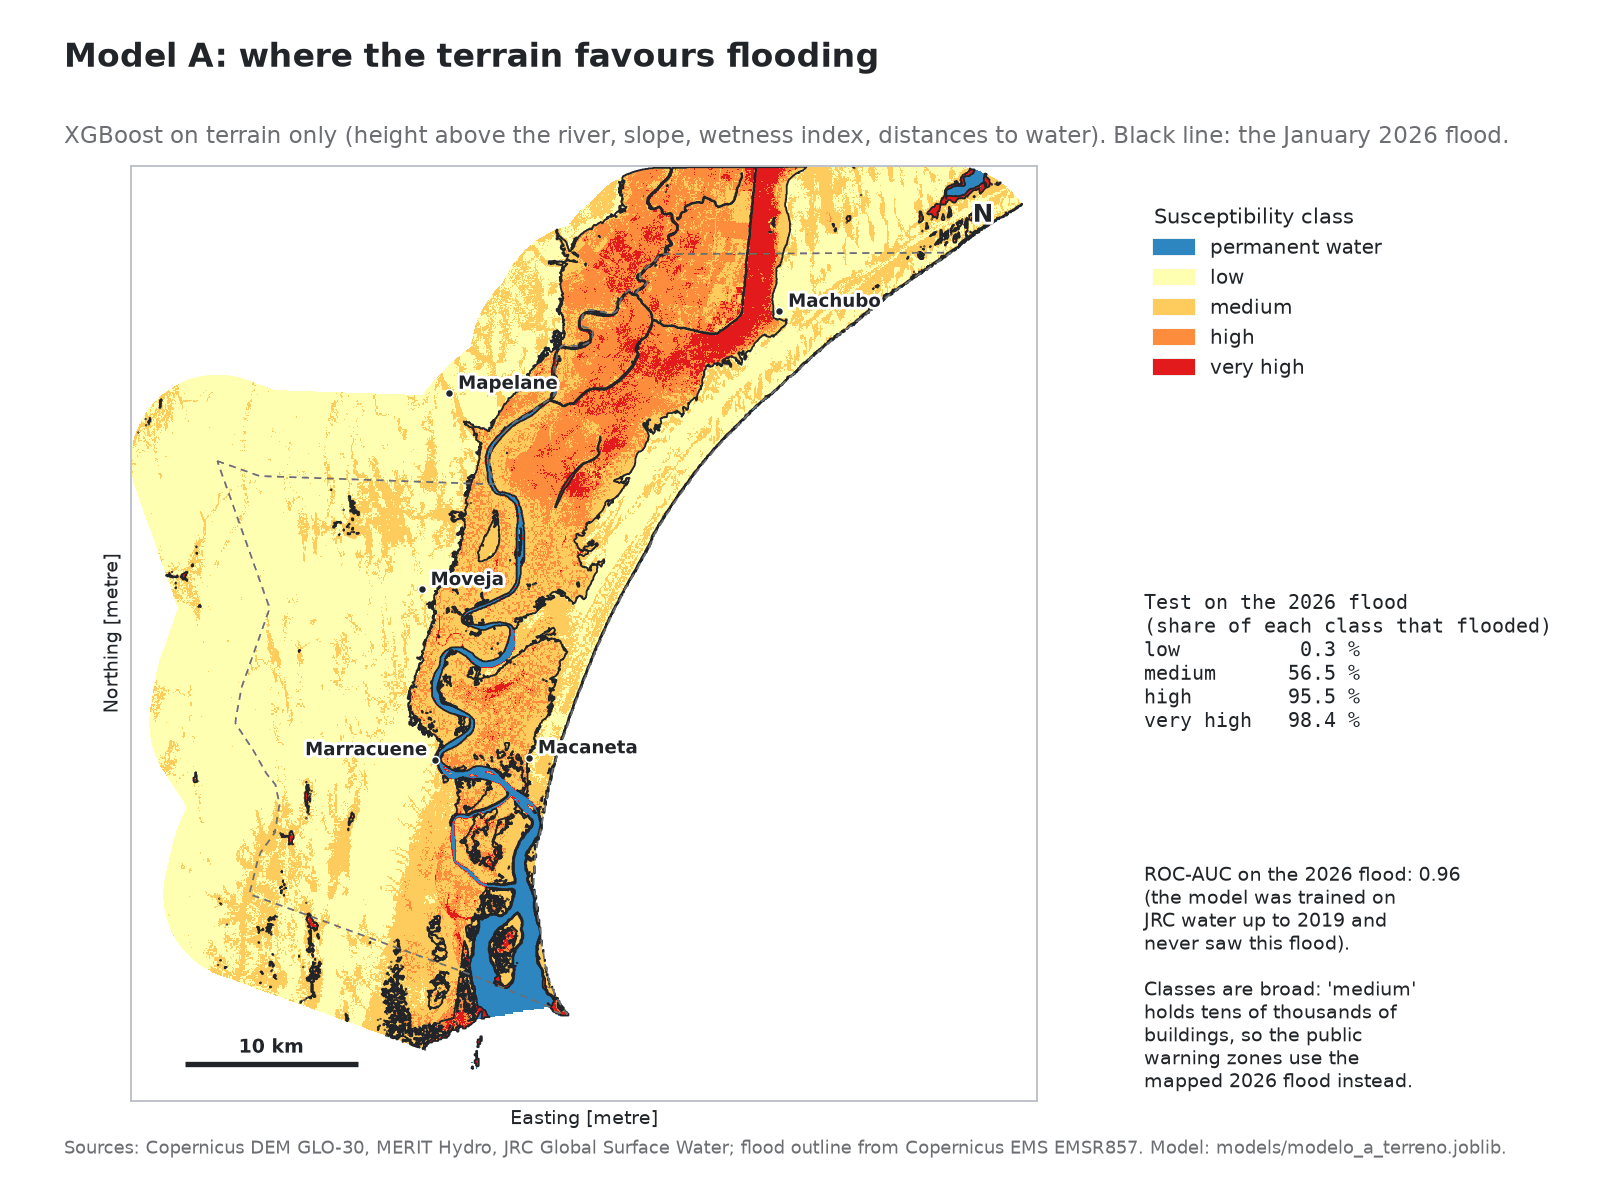 Model A: where the terrain favours flooding
XGBoost on terrain only (height above the river, slope, wetness index, distances to water). Black line: the January 2026 flood.
N
Machubo
Mapelane
Moveja
Marracuene
Macaneta
10 km
Northing [metre]
Easting [metre]
Susceptibility class
permanent water
low
medium
high
very high
Test on the 2026 flood
(share of each class that flooded)
low 0.3 %
medium 56.5 %
high 95.5 %
very high 98.4 %
ROC-AUC on the 2026 flood: 0.96
(the model was trained on
JRC water up to 2019 and
never saw this flood).
Classes are broad: 'medium'
holds tens of thousands of
buildings, so the public
warning zones use the
mapped 2026 flood instead.
Sources: Copernicus DEM GLO-30, MERIT Hydro, JRC Global Surface Water; flood outline from Copernicus EMS EMSR857. Model: models/modelo_a_terreno.joblib.